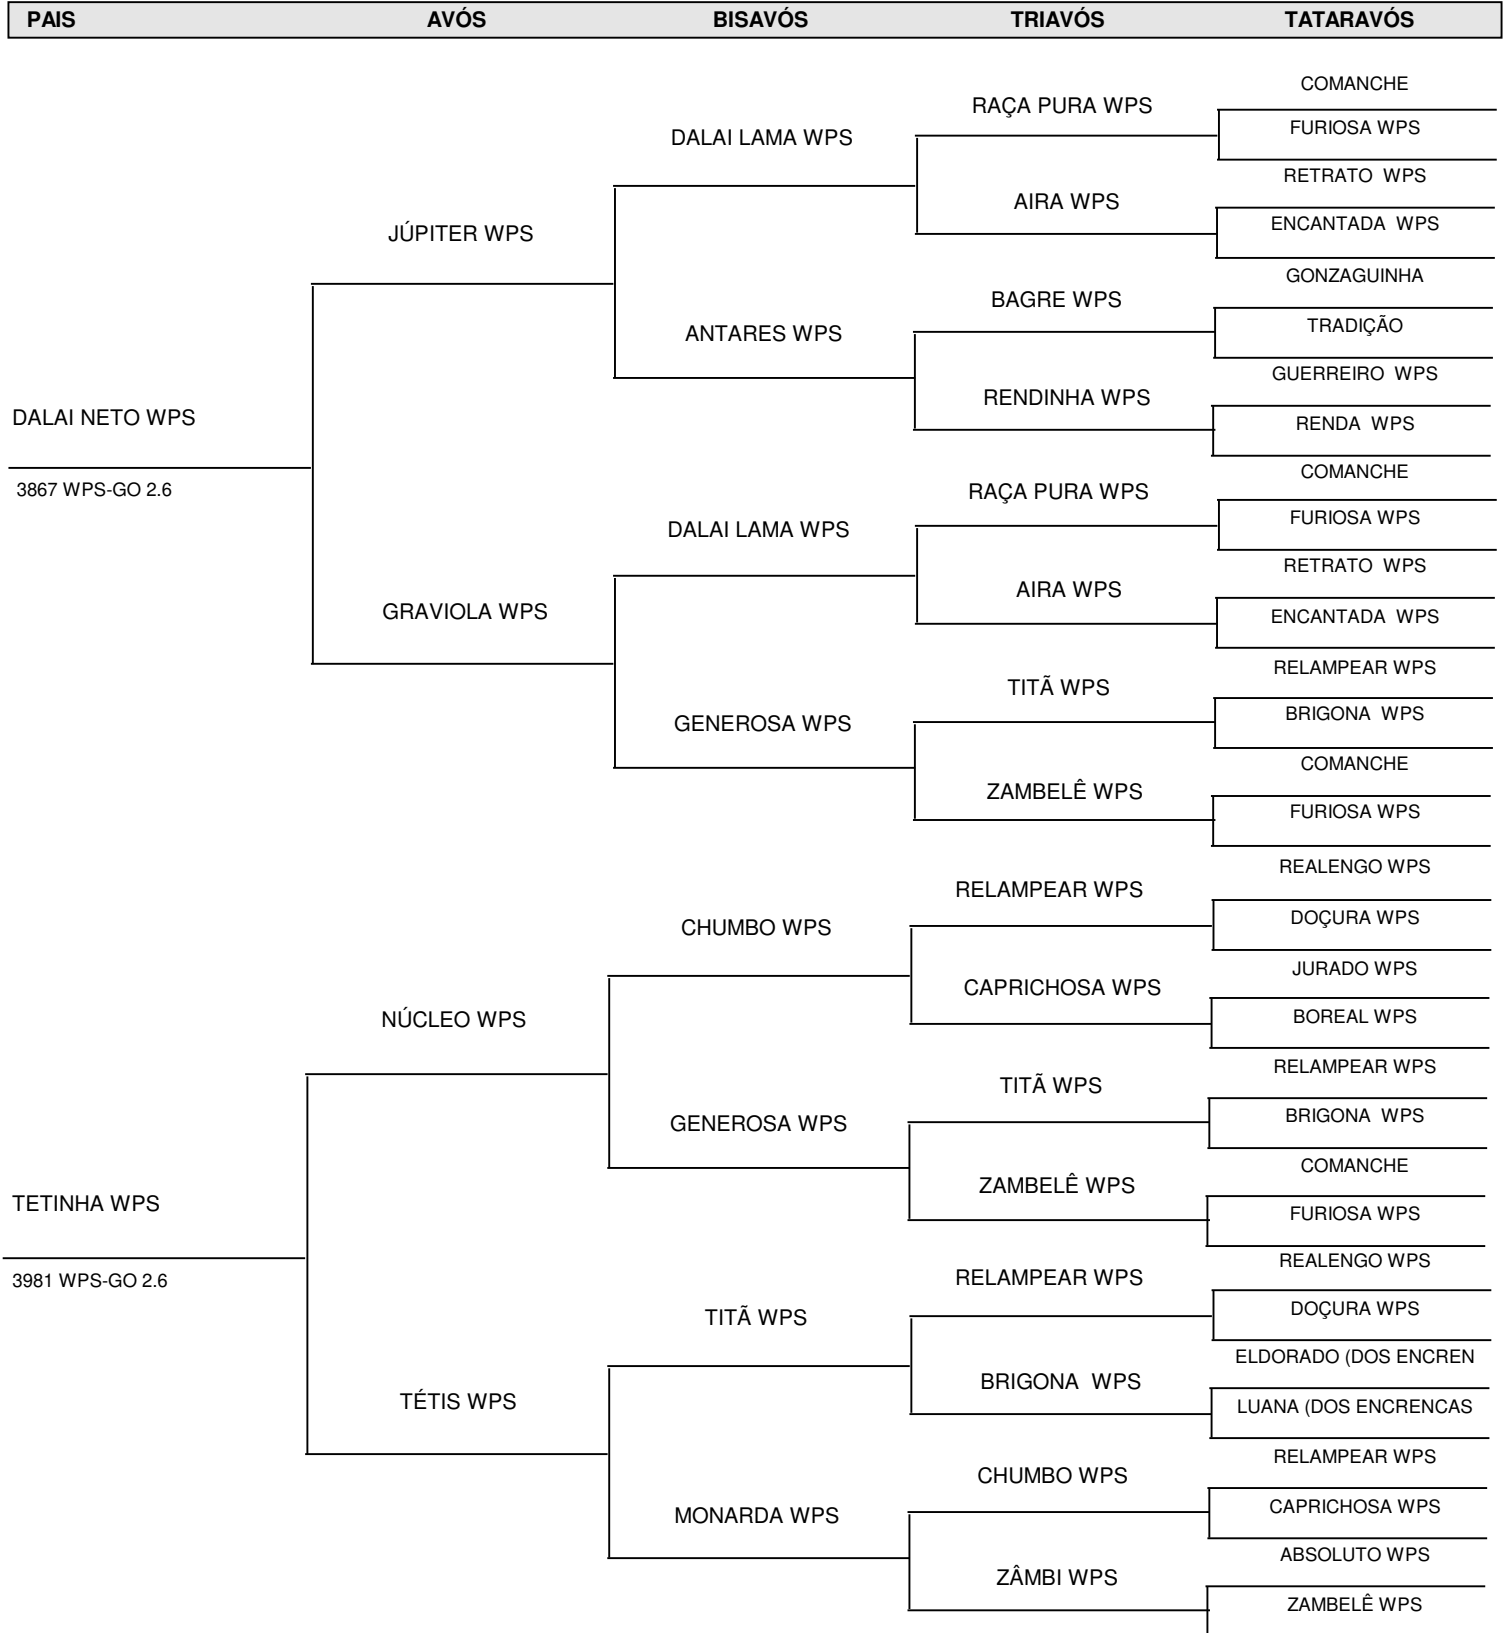 PAIS AVÓS BISAVÓS TRIAVÓS TATARAVÓS
COMANCHE
RAÇA PURA WPS
FURIOSA WPS
DALAI LAMA WPS
RETRATO WPS
AIRA WPS
ENCANTADA WPS
JÚPITER WPS
GONZAGUINHA
BAGRE WPS
TRADIÇÃO
ANTARES WPS
GUERREIRO WPS
RENDINHA WPS
RENDA WPS
DALAI NETO WPS
3867 WPS-GO 2.6
COMANCHE
RAÇA PURA WPS
FURIOSA WPS
DALAI LAMA WPS
RETRATO WPS
AIRA WPS
ENCANTADA WPS
GRAVIOLA WPS
RELAMPEAR WPS
TITÃ WPS
BRIGONA WPS
GENEROSA WPS
COMANCHE
ZAMBELÊ WPS
FURIOSA WPS
REALENGO WPS
RELAMPEAR WPS
DOÇURA WPS
CHUMBO WPS
JURADO WPS
CAPRICHOSA WPS
BOREAL WPS
NÚCLEO WPS
RELAMPEAR WPS
TITÃ WPS
BRIGONA WPS
GENEROSA WPS
COMANCHE
ZAMBELÊ WPS
FURIOSA WPS
TETINHA WPS
3981 WPS-GO 2.6
REALENGO WPS
RELAMPEAR WPS
DOÇURA WPS
TITÃ WPS
ELDORADO (DOS ENCREN
BRIGONA WPS
LUANA (DOS ENCRENCAS
TÉTIS WPS
RELAMPEAR WPS
CHUMBO WPS
CAPRICHOSA WPS
MONARDA WPS
ABSOLUTO WPS
ZÂMBI WPS
ZAMBELÊ WPS